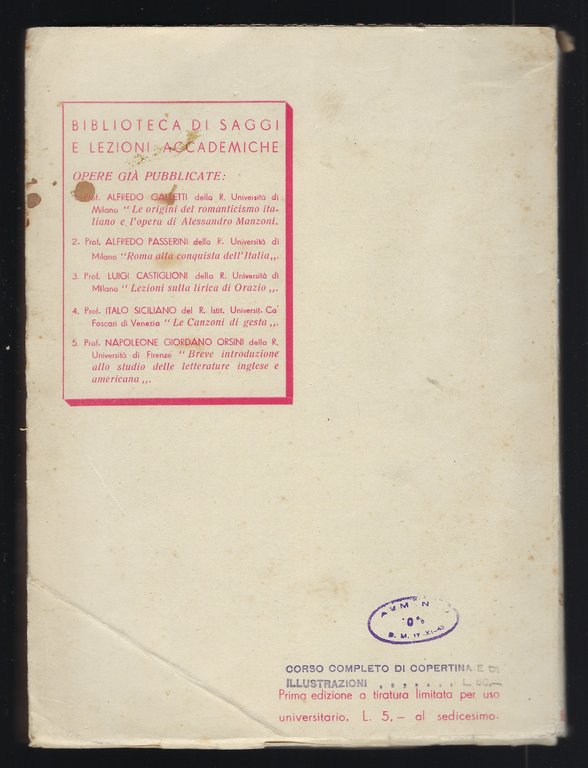 BIBLIOTECA DI SAGGI
E LEZIONI ACCADEMICHE
OPERE GIÀ PUBBLICATE:
Prof. ALFREDO GALLETTI della R. Università di
Milano “Le origini del romanticismo ita-
liano e l'opera di Alessandro Manzoni.
2. Prof. ALFREDO PASSERINI della R. Università di
Milano “Roma alla conquista dell'Italia„.
3. Prof. LUIGI CASTIGLIONI della R. Università di
Milano “Lezioni sulla lirica di Orazio„.
4. Prof. ITALO SICILIANO del R. Istit. Universit. Ca'
Foscari di Venezia “Le Canzoni di gesta„.
5 Prof. NAPOLEONE GIORDANO ORSINI della R.
Università di Firenze “Breve introduzione
allo studio delle letterature inglese e
americana„.
CORSO COMPLETO DI COPERTINA E DI
ILLUSTRAZIONI . . . . . . . L.
Prima edizione a tiratura limitata per uso
universitario. L. 5,– al sedicesimo.